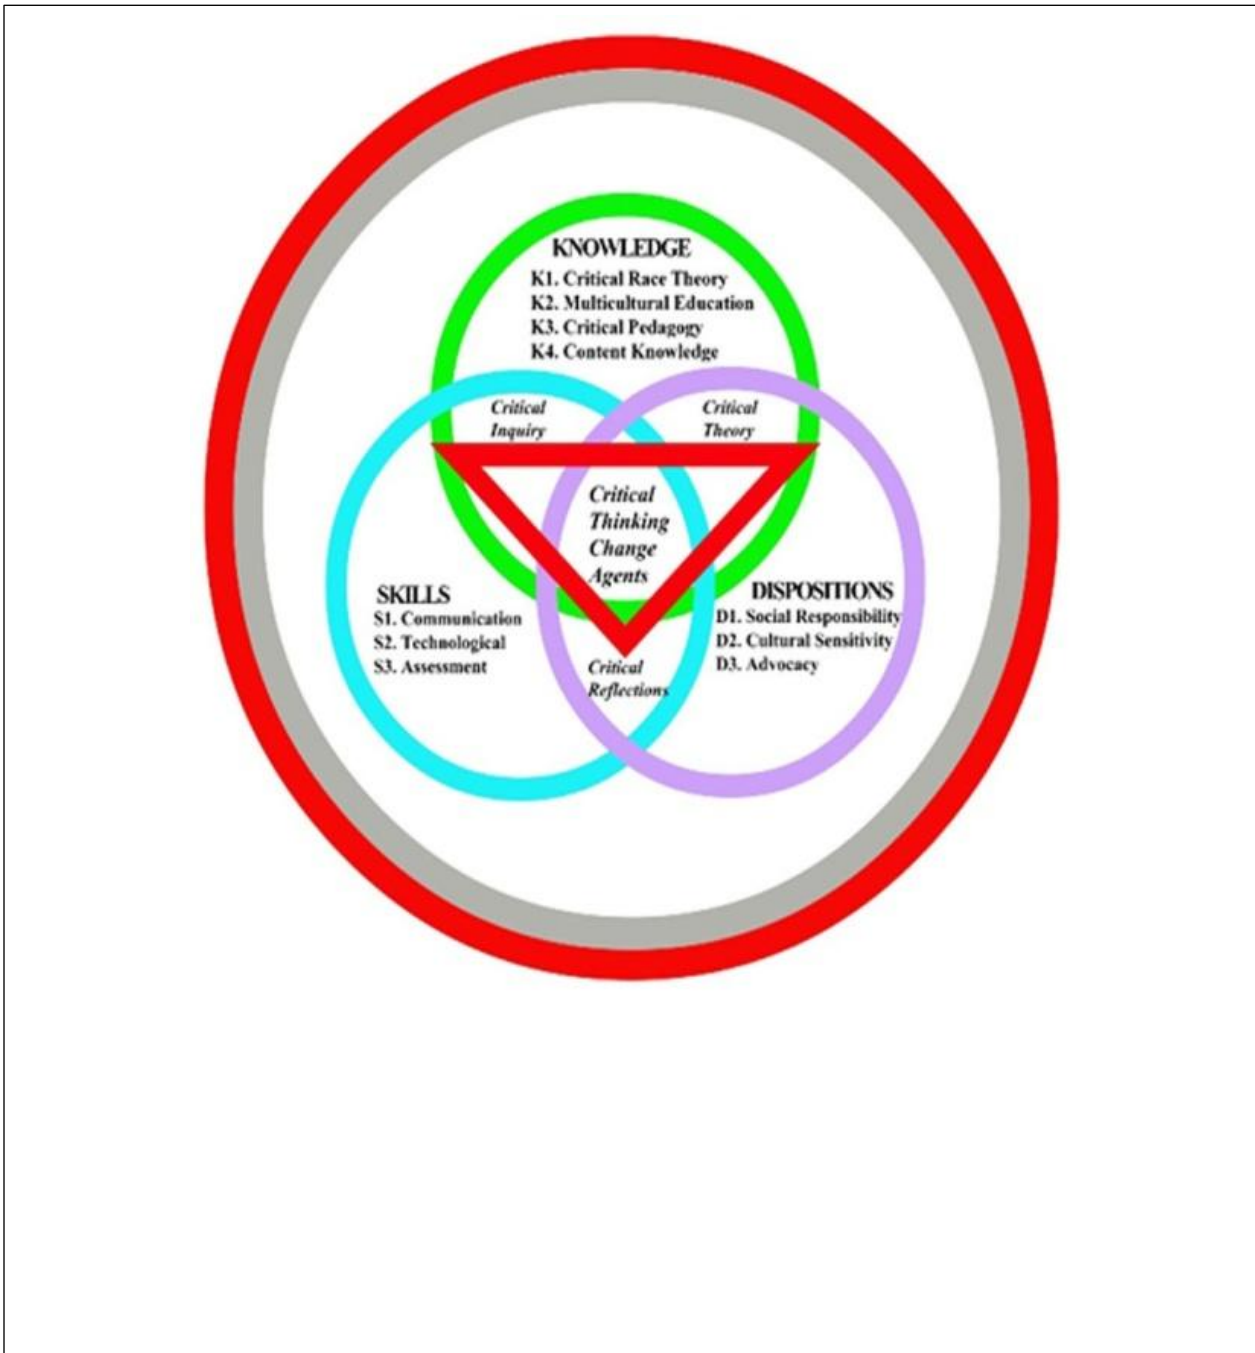 KNOWLEDGE
K1. Critical Race Theory
K2. Multicultural Education
K3. Critical Pedagogy
K4. Content Knowledge
Critical
Inquiry
Critical
Theory
Critical
Thinking
Change
Agents
SKILLS
S1. Communication
S2. Technological
S3. Assessment
DISPOSITIONS
D1. Social Responsibility
D2. Cultural Sensitivity
D3. Advocacy
Critical
Reflections